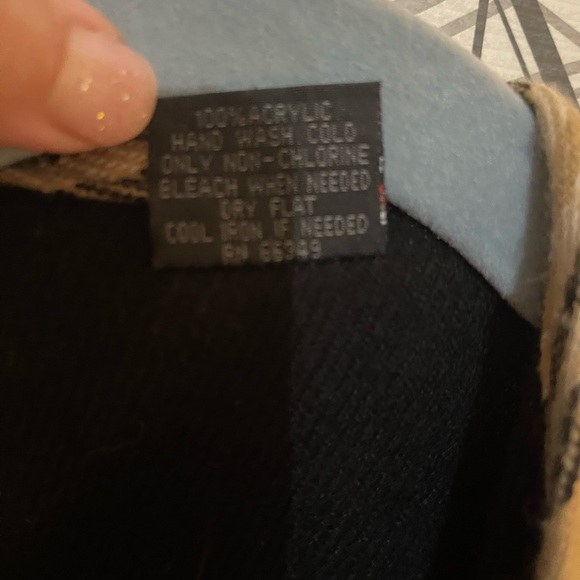 100% ACRYLIC
HAND WASH COLD
ONLY NON-CHLORINE
BLEACH WHEN NEEDED
DRY FLAT
COOL IRON IF NEEDED
RN 66349